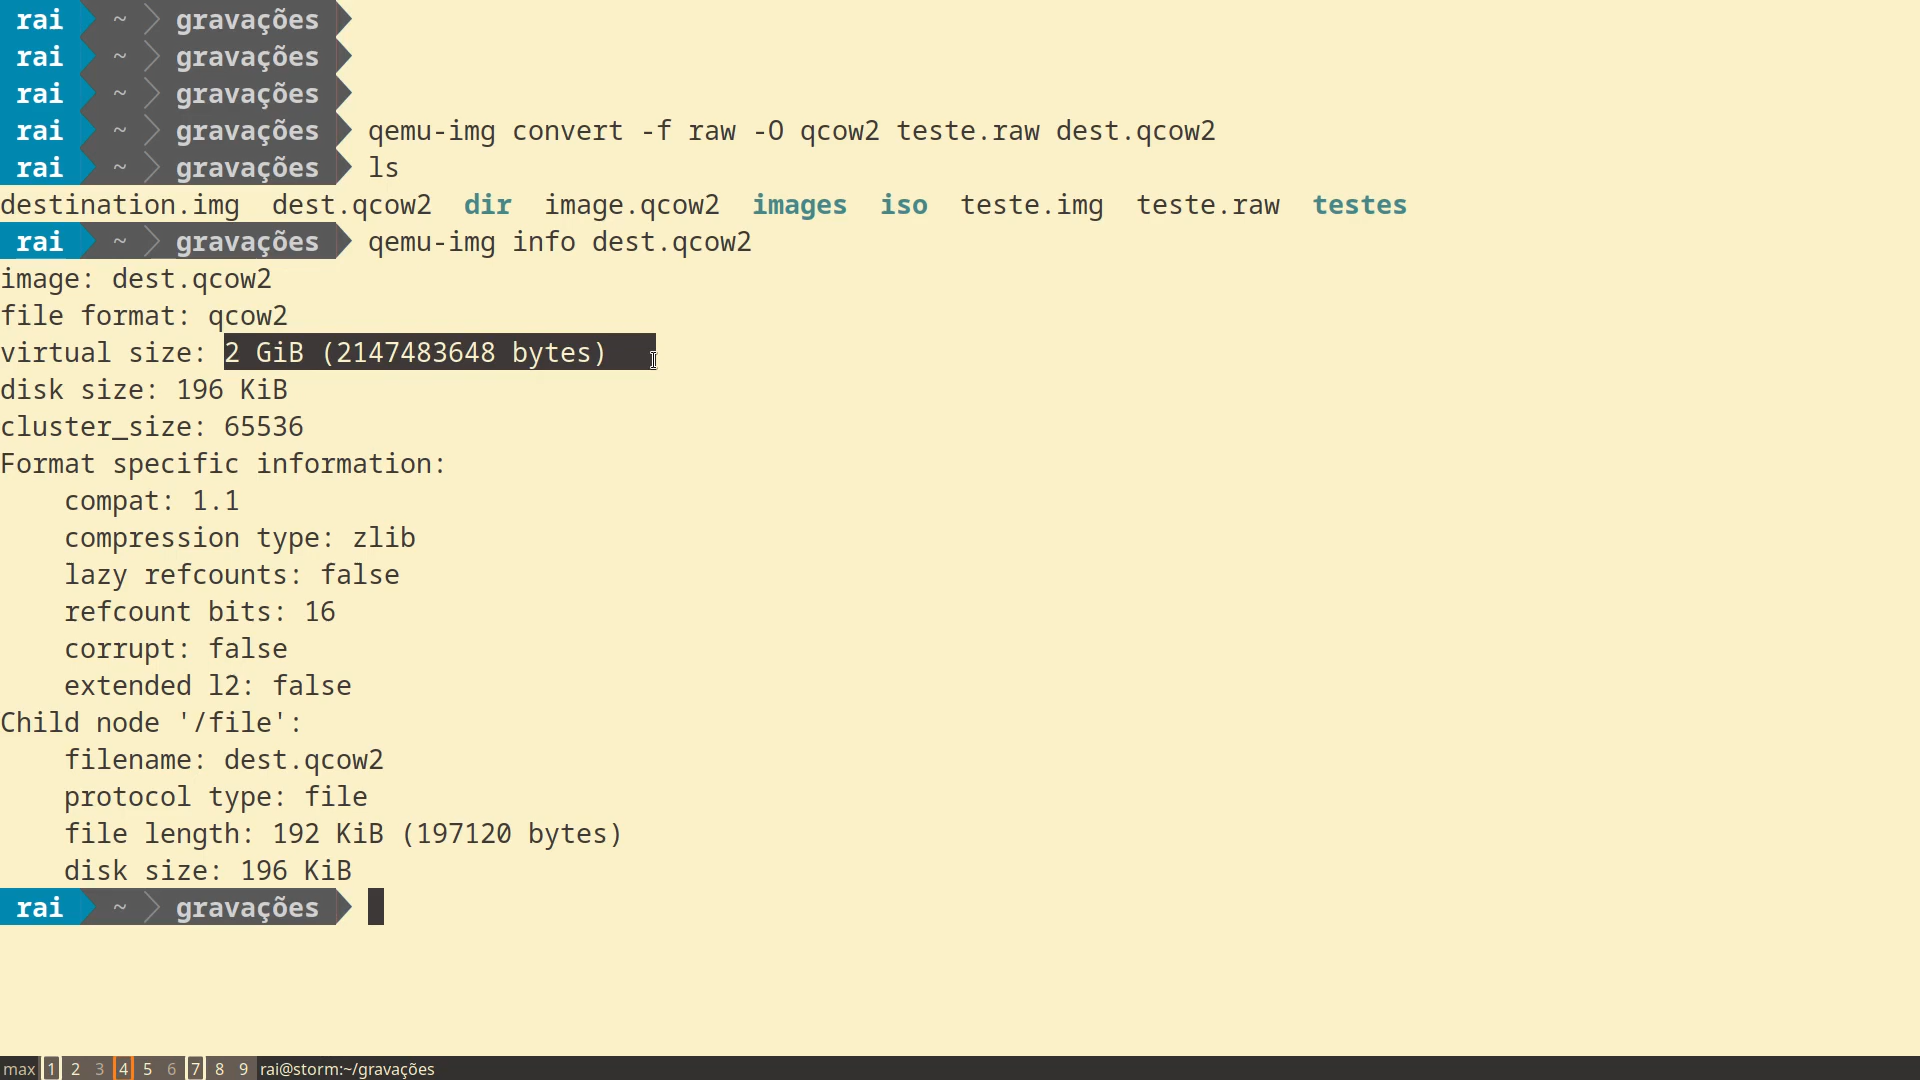 rai ~ gravações
rai ~ gravações
rai ~ gravações
rai ~ gravações qemu-img convert -f raw -O qcow2 teste.raw dest.qcow2
rai ~ gravações ls
destination.img dest.qcow2 dir image.qcow2 images iso teste.img teste.raw testes
rai ~ gravações qemu-img info dest.qcow2
image: dest.qcow2
file format: qcow2
virtual size: 2 GiB (2147483648 bytes)
disk size: 196 KiB
cluster_size: 65536
Format specific information:
    compat: 1.1
    compression type: zlib
    lazy refcounts: false
    refcount bits: 16
    corrupt: false
    extended l2: false
Child node '/file':
    filename: dest.qcow2
    protocol type: file
    file length: 192 KiB (197120 bytes)
    disk size: 196 KiB
rai ~ gravações
max 1 2 3 4 5 6 7 8 9 rai@storm:~/gravações